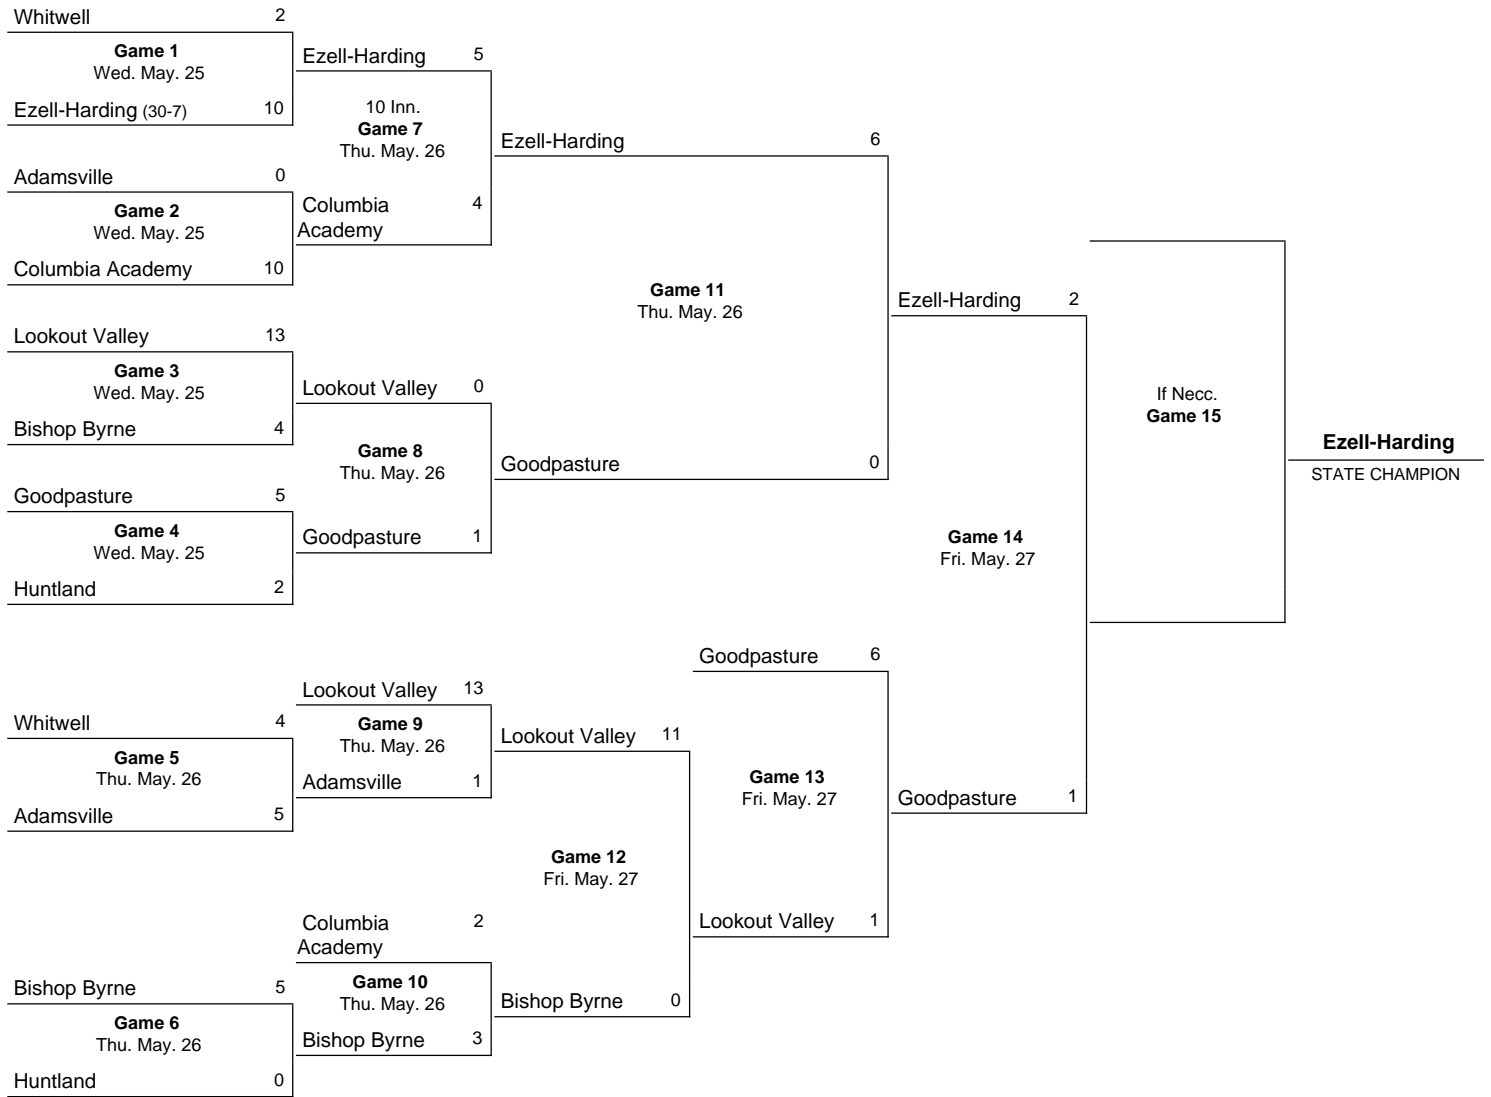 Whitwell 2
Game 1
Wed. May. 25
Ezell-Harding (30-7) 10
Adamsville 0
Game 2
Wed. May. 25
Columbia Academy 10
Lookout Valley 13
Game 3
Wed. May. 25
Bishop Byrne 4
Goodpasture 5
Game 4
Wed. May. 25
Huntland 2
Whitwell 4
Game 5
Thu. May. 26
Adamsville 5
Bishop Byrne 5
Game 6
Thu. May. 26
Huntland 0
Ezell-Harding 5
10 Inn.
Game 7
Thu. May. 26
Columbia 4
Academy
Lookout Valley 0
Game 8
Thu. May. 26
Goodpasture 1
Lookout Valley 13
Game 9
Thu. May. 26
Adamsville 1
Columbia 2
Academy
Game 10
Thu. May. 26
Bishop Byrne 3
Ezell-Harding 6
Game 11
Thu. May. 26
Goodpasture 0
Lookout Valley 11
Game 12
Fri. May. 27
Bishop Byrne 0
Goodpasture 6
Game 13
Fri. May. 27
Lookout Valley 1
Ezell-Harding 2
Game 14
Fri. May. 27
Goodpasture 1
If Necc.
Game 15
Ezell-Harding
STATE CHAMPION